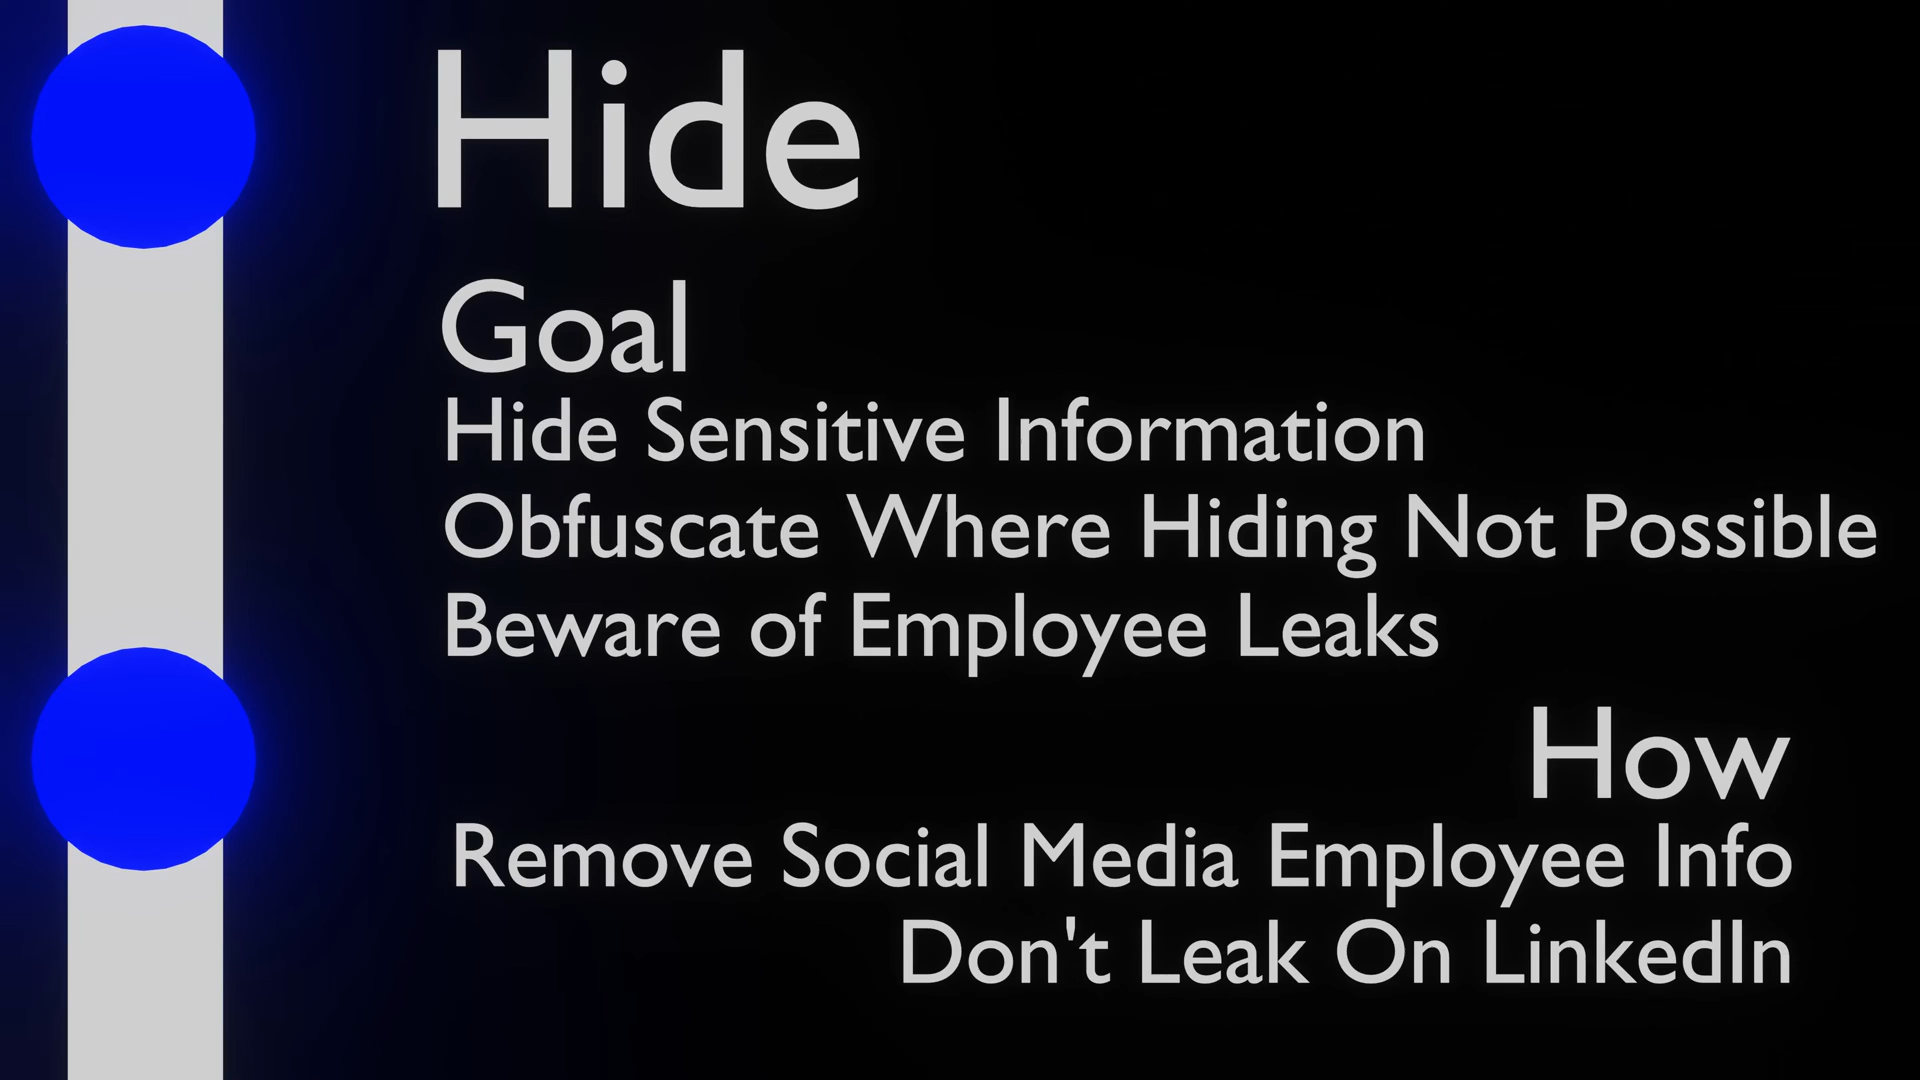 Hide
Goal
Hide Sensitive Information
Obfuscate Where Hiding Not Possible
Beware of Employee Leaks
How
Remove Social Media Employee Info
Don't Leak On LinkedIn